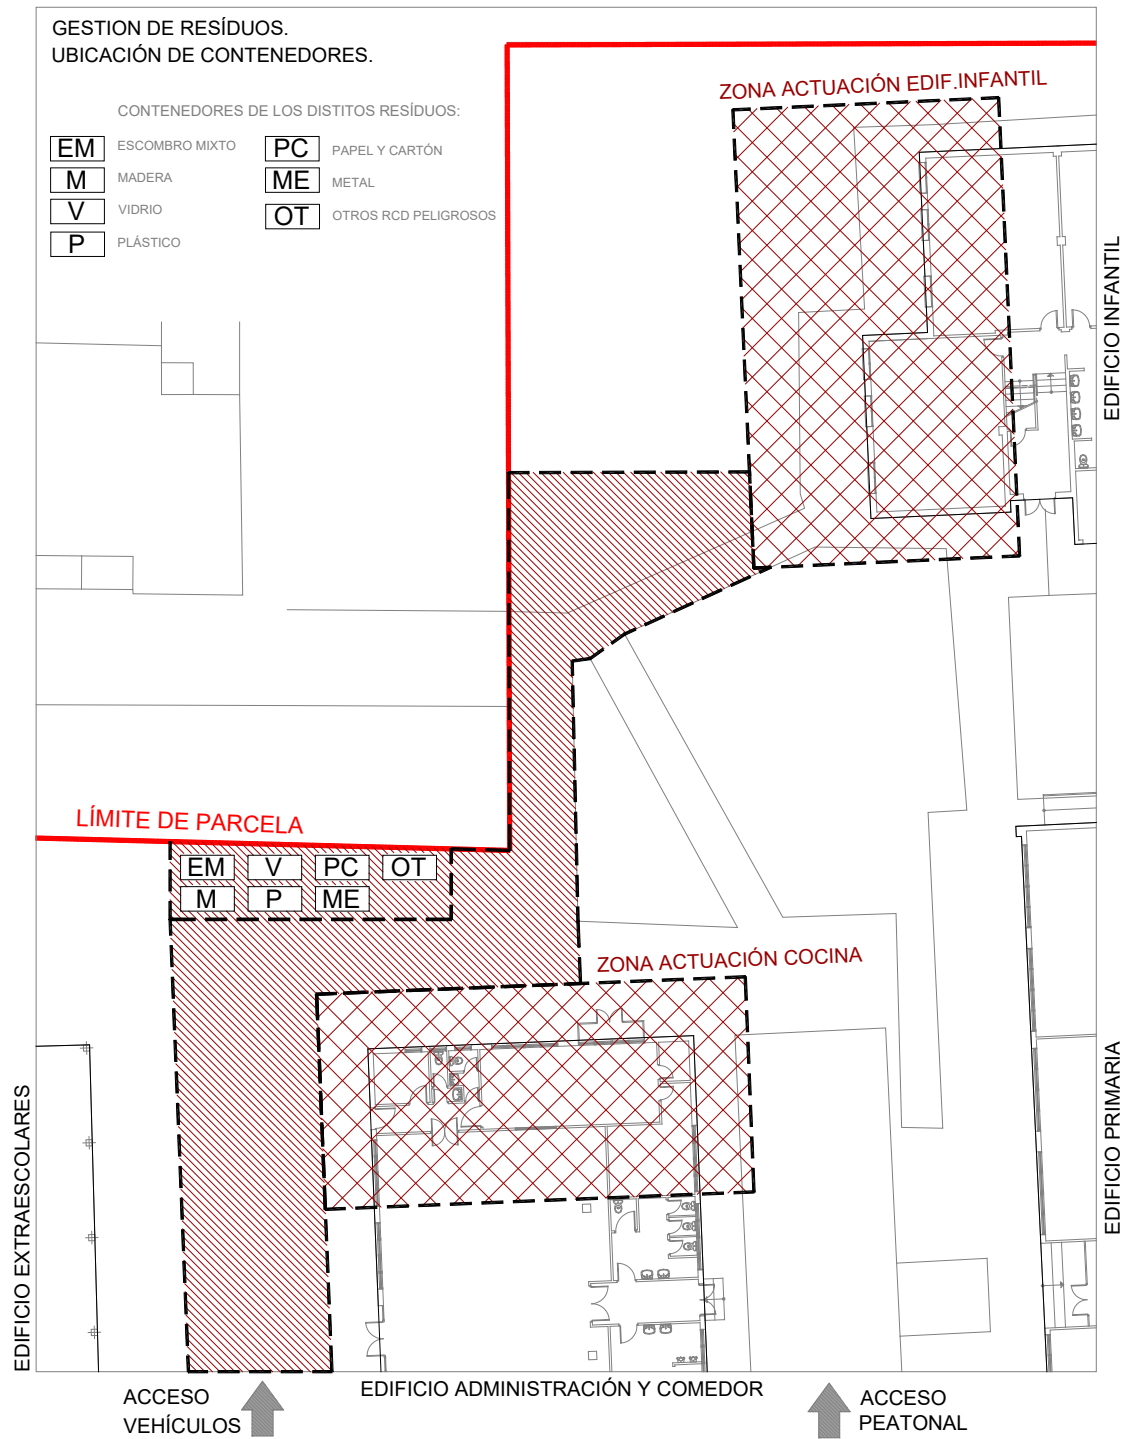 GESTION DE RESÍDUOS.
UBICACIÓN DE CONTENEDORES.
CONTENEDORES DE LOS DISTITOS RESÍDUOS:
EM ESCOMBRO MIXTO
M MADERA
V VIDRIO
P PLÁSTICO
PC PAPEL Y CARTÓN
ME METAL
OT OTROS RCD PELIGROSOS
ZONA ACTUACIÓN EDIF.INFANTIL
EDIFICIO INFANTIL
LÍMITE DE PARCELA
EM V PC OT
M P ME
ZONA ACTUACIÓN COCINA
EDIFICIO EXTRAESCOLARES
EDIFICIO PRIMARIA
EDIFICIO ADMINISTRACIÓN Y COMEDOR
ACCESO
VEHÍCULOS
ACCESO
PEATONAL